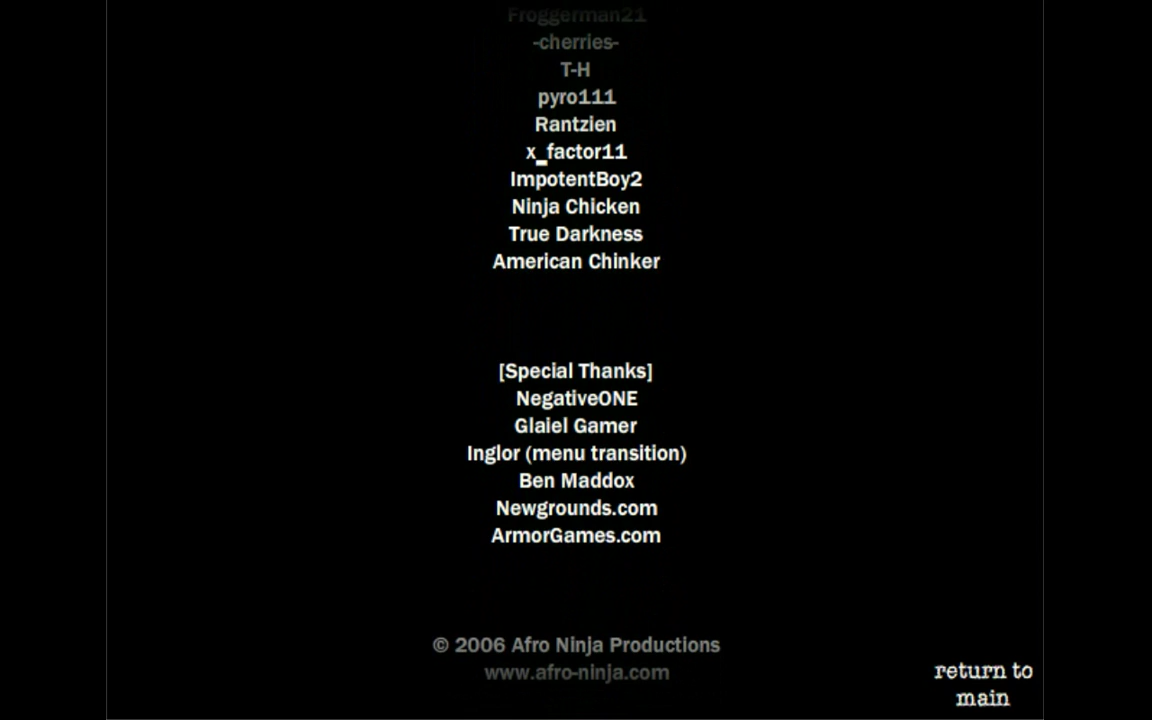 Froggerman21
-cherries-
T-H
pyro111
Rantzien
x_factor11
ImpotentBoy2
Ninja Chicken
True Darkness
American Chinker
[Special Thanks]
NegativeONE
Glaiel Gamer
Inglor (menu transition)
Ben Maddox
Newgrounds.com
ArmorGames.com
© 2006 Afro Ninja Productions
www.afro-ninja.com
return to
main